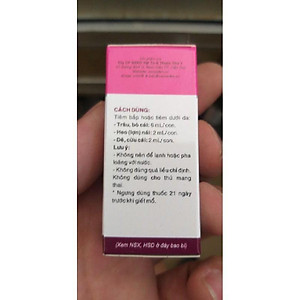 CÁCH DÙNG:
Tiêm bắp hoặc tiêm dưới da:
- Trâu, bò cái: 6 mL/con.
- Heo (lợn) nái: 2 mL/con.
- Dê, cừu cái: 2 mL/con.
Lưu ý:
- Không nên để lạnh hoặc pha
loãng với nước.
- Không dùng quá liều chỉ định.
- Không dùng cho thú mang
thai.
* Ngưng dùng thuốc 21 ngày
trước khi giết mổ.
(Xem NSX, HSD ở đáy bao bì)